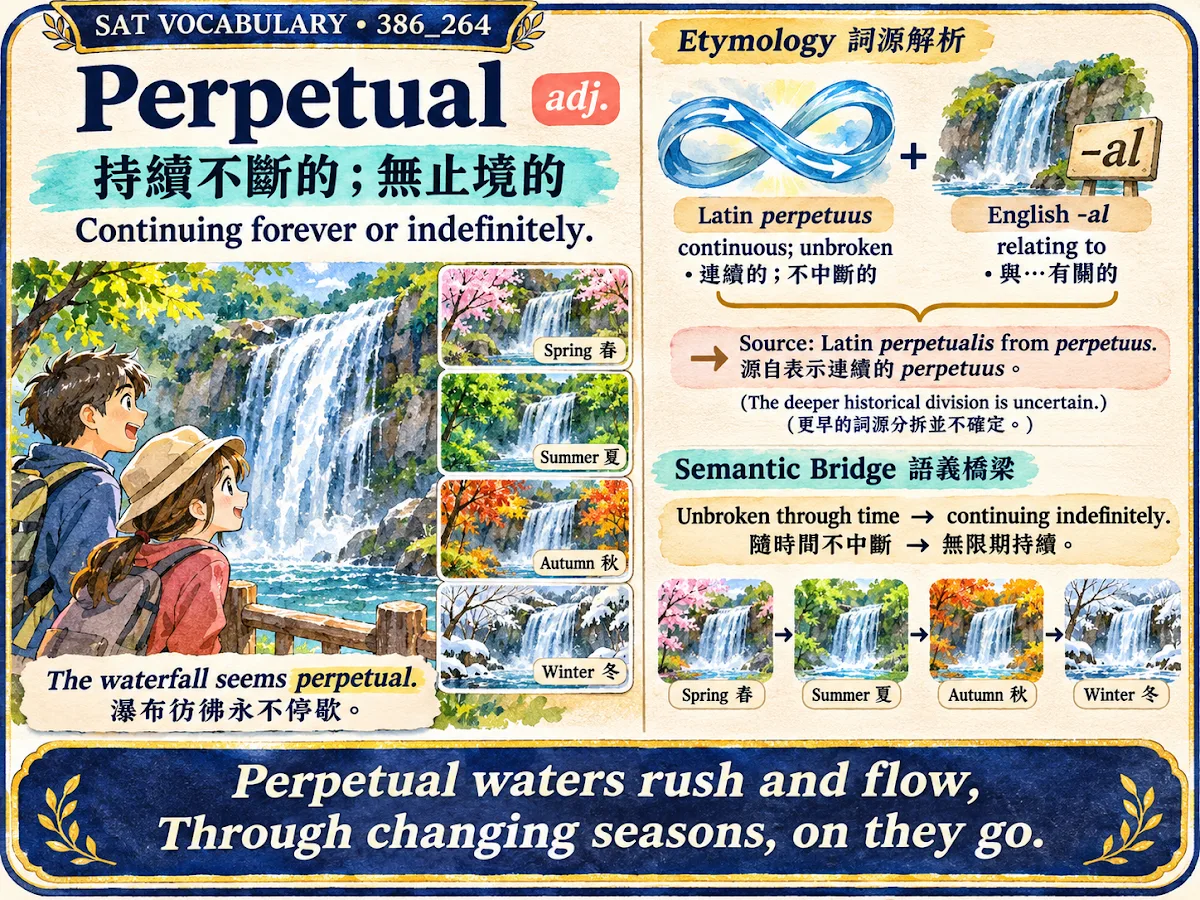 SAT VOCABULARY • 386_264
Perpetual
adj.
持續不斷的；無止境的
Continuing forever or indefinitely.
Spring 春
Summer 夏
Autumn 秋
Winter 冬
The waterfall seems perpetual.
瀑布彷彿永不停歇。
Etymology 詞源解析
-al
+
Latin perpetuus
continuous; unbroken
• 連續的；不中斷的
English -al
relating to
• 與⋯有關的
→ Source: Latin perpetualis from perpetuus.
源自表示連續的 perpetuus。
(The deeper historical division is uncertain.)
（更早的詞源分拆並不確定。）
Semantic Bridge 語義橋梁
Unbroken through time → continuing indefinitely.
隨時間不中斷 → 無限期持續。
Spring 春
Summer 夏
Autumn 秋
Winter 冬
Perpetual waters rush and flow,
Through changing seasons, on they go.